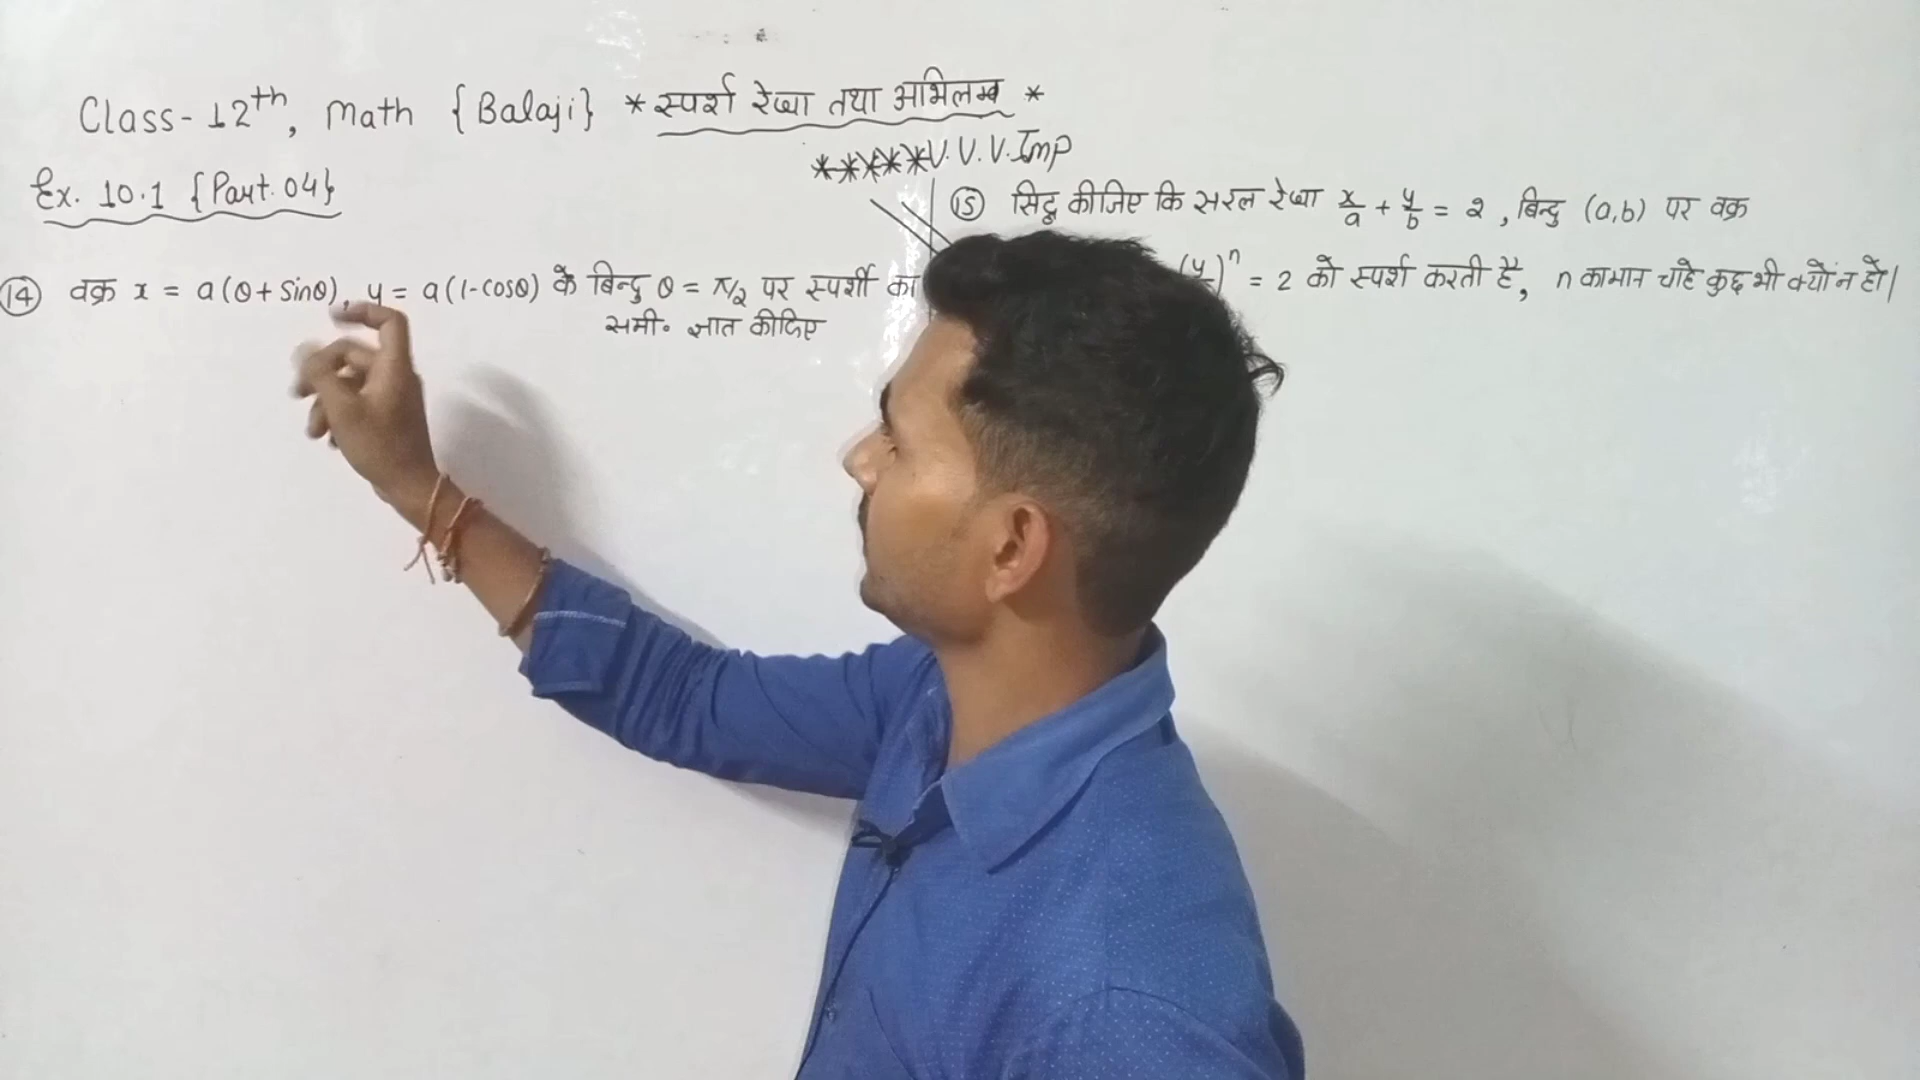 Class-12th, Math {Balaji} *स्पर्श रेखा तथा अभिलम्ब *
*****V.V.V.Imp
Ex. 10.1 {Part.04}
(14) वक्र x = a(θ+Sinθ), y = a(1-cosθ) के बिन्दु θ = π/2 पर स्पर्शी का
समी॰ ज्ञात कीजिए
(15) सिद्ध कीजिए कि सरल रेखा x/a + y/b = 2, बिन्दु (a,b) पर वक्र
)ⁿ = 2 को स्पर्श करती है, n का मान चाहे कुछ भी क्यों न हो|